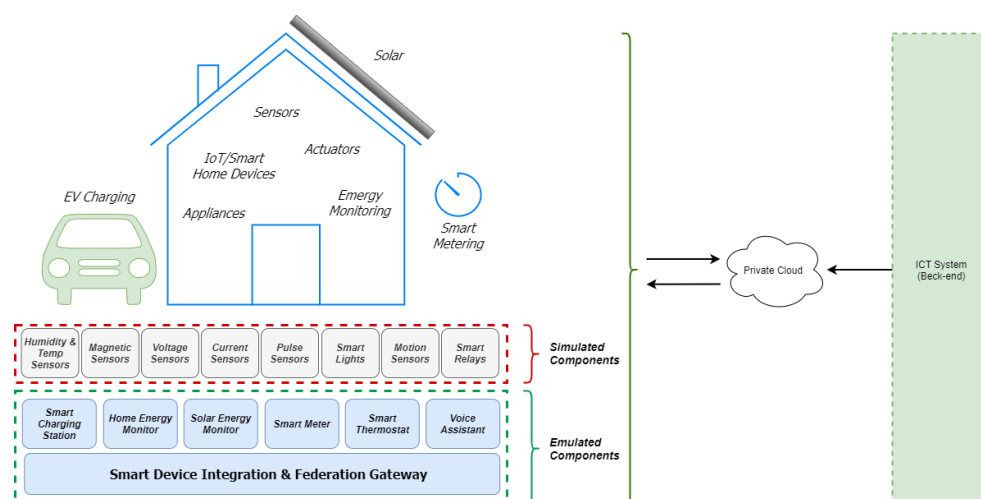 Solar
Sensors
Actuators
IoT/Smart
Home Devices
EV Charging
Emergy
Monitoring
Appliances
Smart
Metering
Private Cloud
ICT System
(Beck-end)
Humidity &
Temp
Sensors
Magnetic
Sensors
Voltage
Sensors
Current
Sensors
Pulse
Sensors
Smart
Lights
Motion
Sensors
Smart
Relays
Simulated
Components
Smart
Charging
Station
Home Energy
Monitor
Solar Energy
Monitor
Smart Meter
Smart
Thermostat
Voice
Assistant
Emulated
Components
Smart Device Integration & Federation Gateway